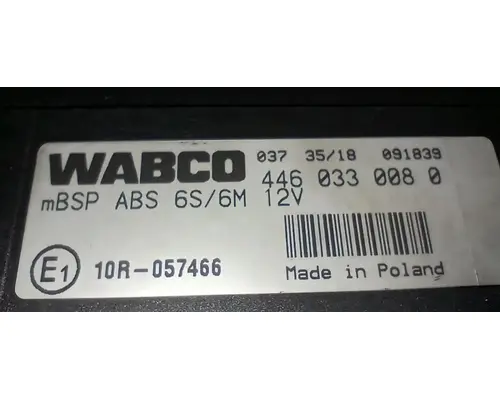 WABCO 037 35/18 091839
446 033 008 0
mBSP ABS 6S/6M 12V
E1 10R-057466
Made in Poland